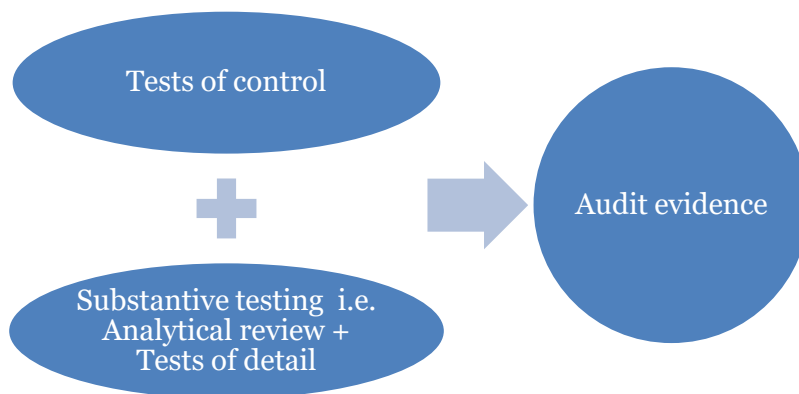 Tests of control
Substantive testing  i.e.
Analytical review +
Tests of detail
Audit evidence